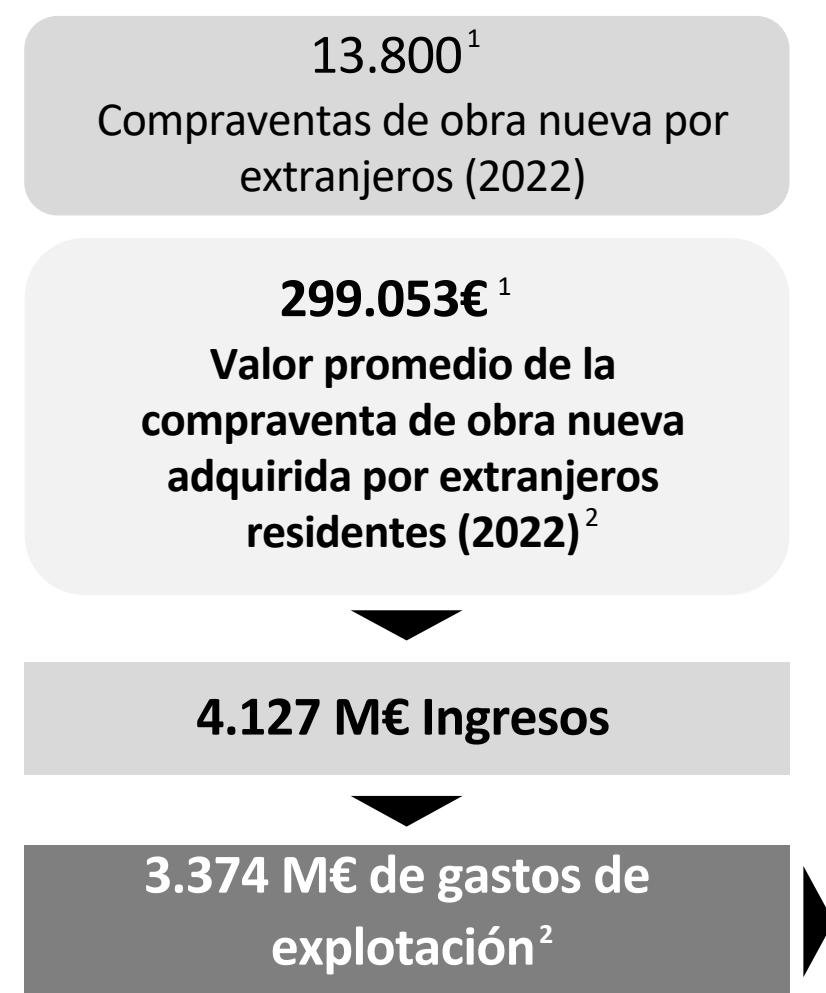 13.800¹
Compraventas de obra nueva por
extranjeros (2022)
299.053€ ¹
Valor promedio de la
compraventa de obra nueva
adquirida por extranjeros
residentes (2022)²
4.127 M€ Ingresos
3.374 M€ de gastos de
explotación²